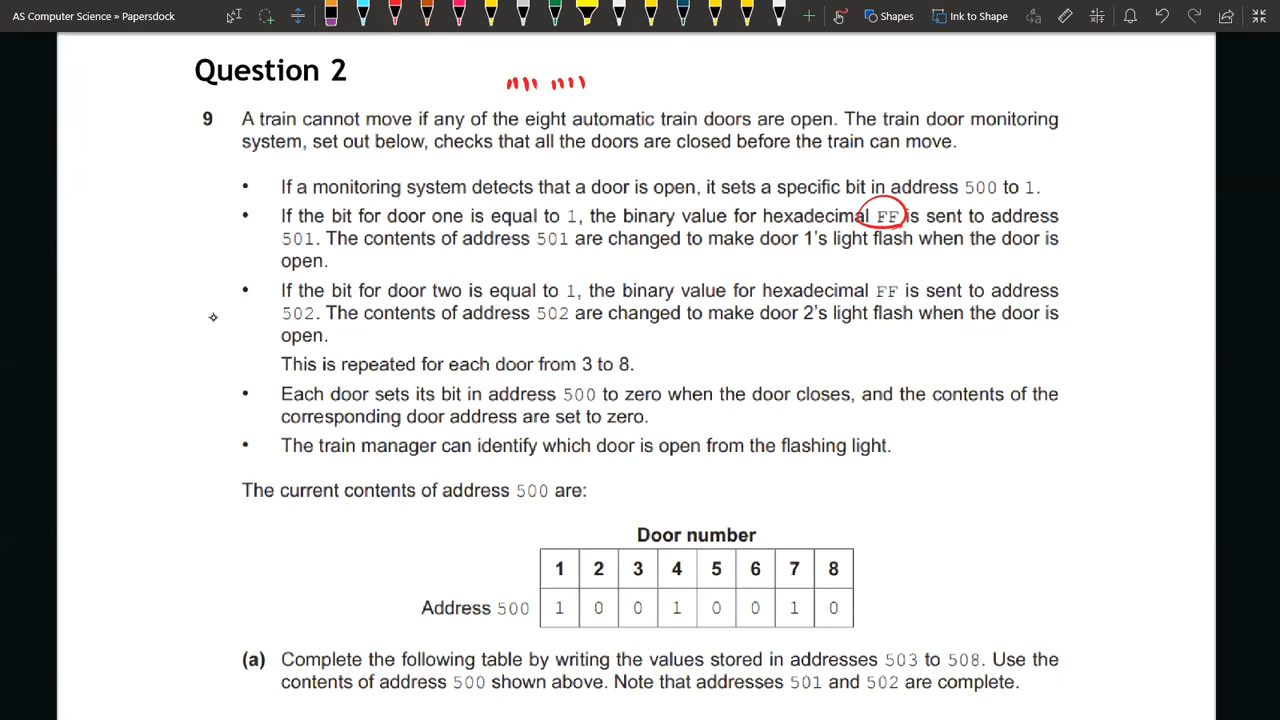 AS Computer Science » Papersdock
Shapes
Ink to Shape
Question 2
9 A train cannot move if any of the eight automatic train doors are open. The train door monitoring
system, set out below, checks that all the doors are closed before the train can move.
• If a monitoring system detects that a door is open, it sets a specific bit in address 500 to 1.
• If the bit for door one is equal to 1, the binary value for hexadecimal FF is sent to address
501. The contents of address 501 are changed to make door 1’s light flash when the door is
open.
• If the bit for door two is equal to 1, the binary value for hexadecimal FF is sent to address
502. The contents of address 502 are changed to make door 2’s light flash when the door is
open.
This is repeated for each door from 3 to 8.
• Each door sets its bit in address 500 to zero when the door closes, and the contents of the
corresponding door address are set to zero.
• The train manager can identify which door is open from the flashing light.
The current contents of address 500 are:
Door number
1 2 3 4 5 6 7 8
Address 500 1 0 0 1 0 0 1 0
(a) Complete the following table by writing the values stored in addresses 503 to 508. Use the
contents of address 500 shown above. Note that addresses 501 and 502 are complete.